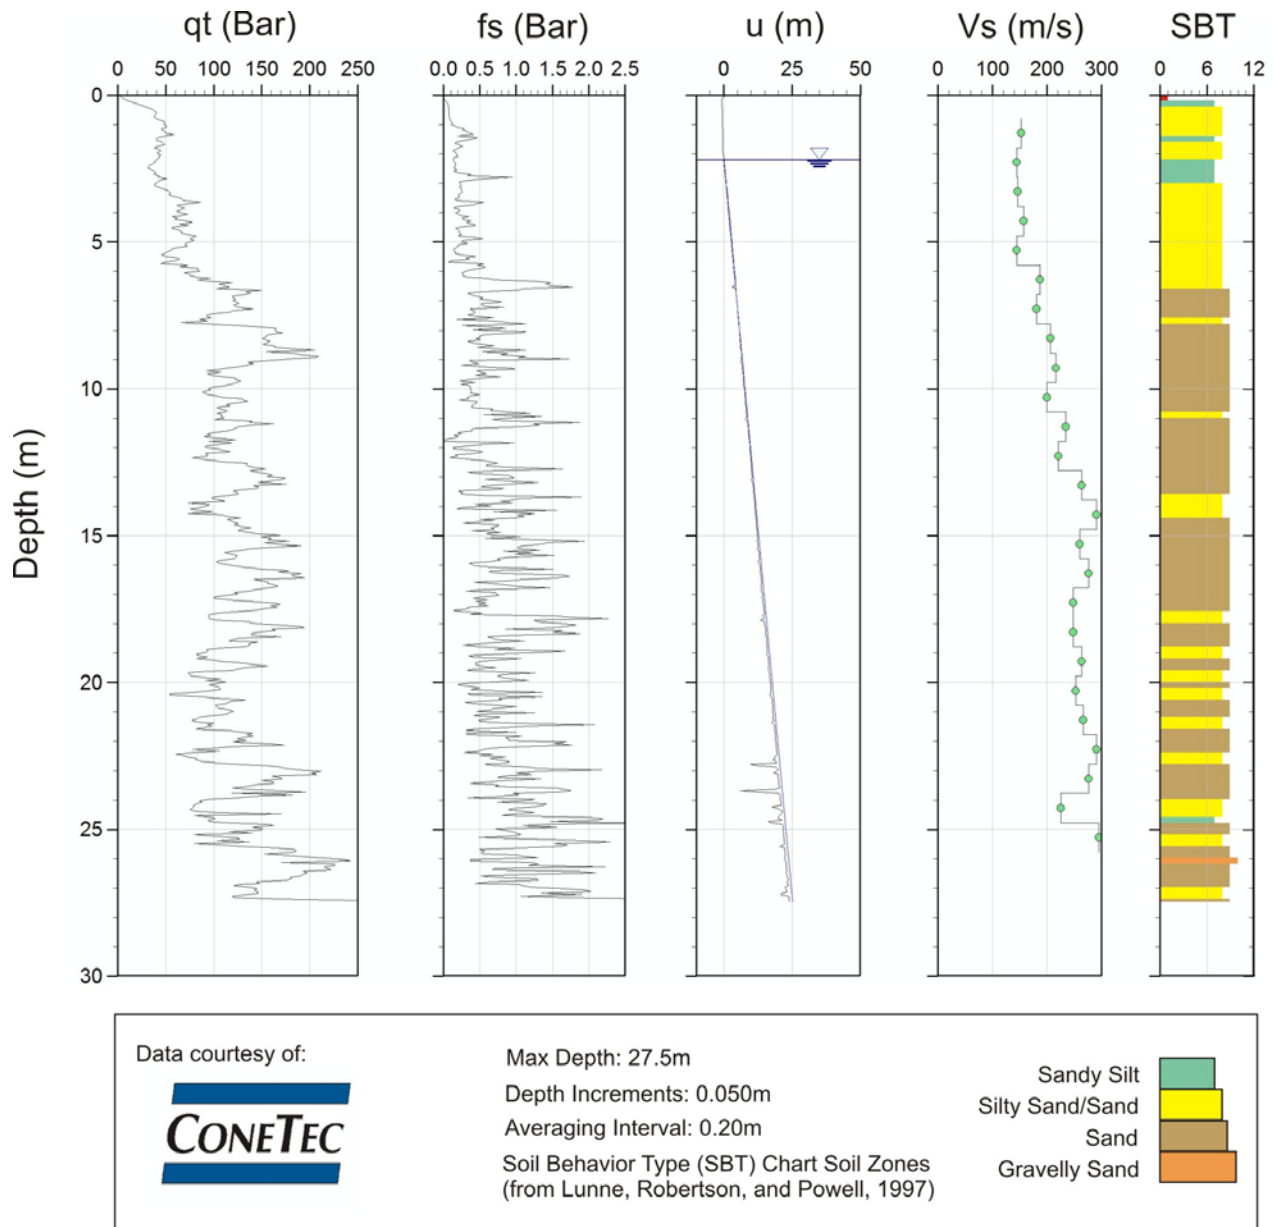 qt (Bar) fs (Bar) u (m) Vs (m/s) SBT
0 50 100 150 200 250 0.0 0.5 1.0 1.5 2.0 2.5 0 25 50 0 100 200 300 0 6 12
0
5
10
15
20
25
30
Depth (m)
Data courtesy of:
CONETEC
Max Depth: 27.5m
Depth Increments: 0.050m
Averaging Interval: 0.20m
Soil Behavior Type (SBT) Chart Soil Zones
(from Lunne, Robertson, and Powell, 1997)
Sandy Silt
Silty Sand/Sand
Sand
Gravelly Sand